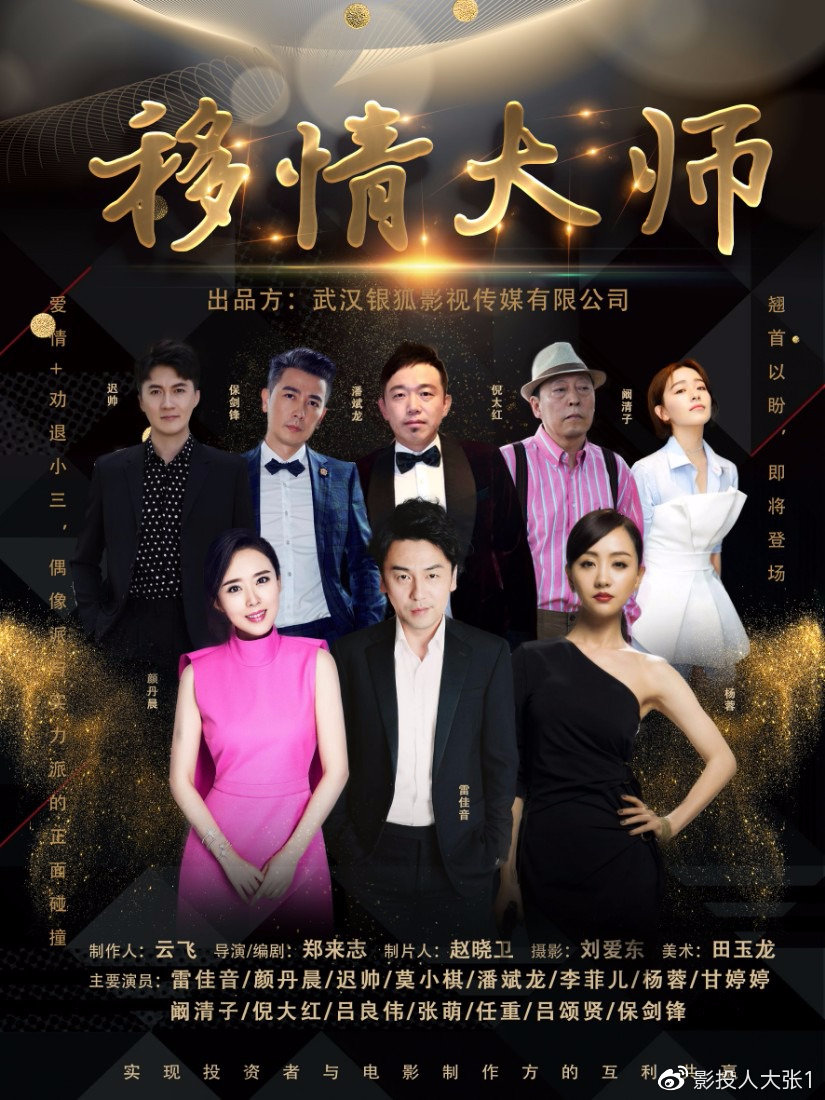 移情大师
出品方：武汉银狐影视传媒有限公司
爱情+劝退小三，偶像派与实力派的正面碰撞
翘首以盼，即将登场
迟帅
保剑锋
潘斌龙
倪大红
阚清子
颜丹晨
雷佳音
杨蓉
制作人：云飞 导演/编剧：郑来志 制片人：赵晓卫 摄影：刘爱东 美术：田玉龙
主要演员：雷佳音/颜丹晨/迟帅/莫小棋/潘斌龙/李菲儿/杨蓉/甘婷婷
阚清子/倪大红/吕良伟/张萌/任重/吕颂贤/保剑锋
实现投资者与电影制作方的互利
影投人大张1